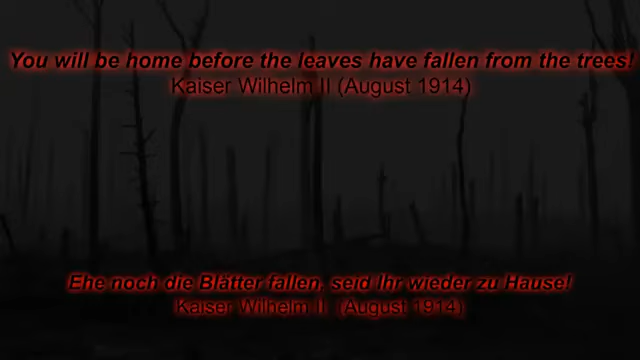 You will be home before the leaves have fallen from the trees!
Kaiser Wilhelm II (August 1914)
Ehe noch die Blätter fallen, seid Ihr wieder zu Hause!
Kaiser Wilhelm II. (August 1914)